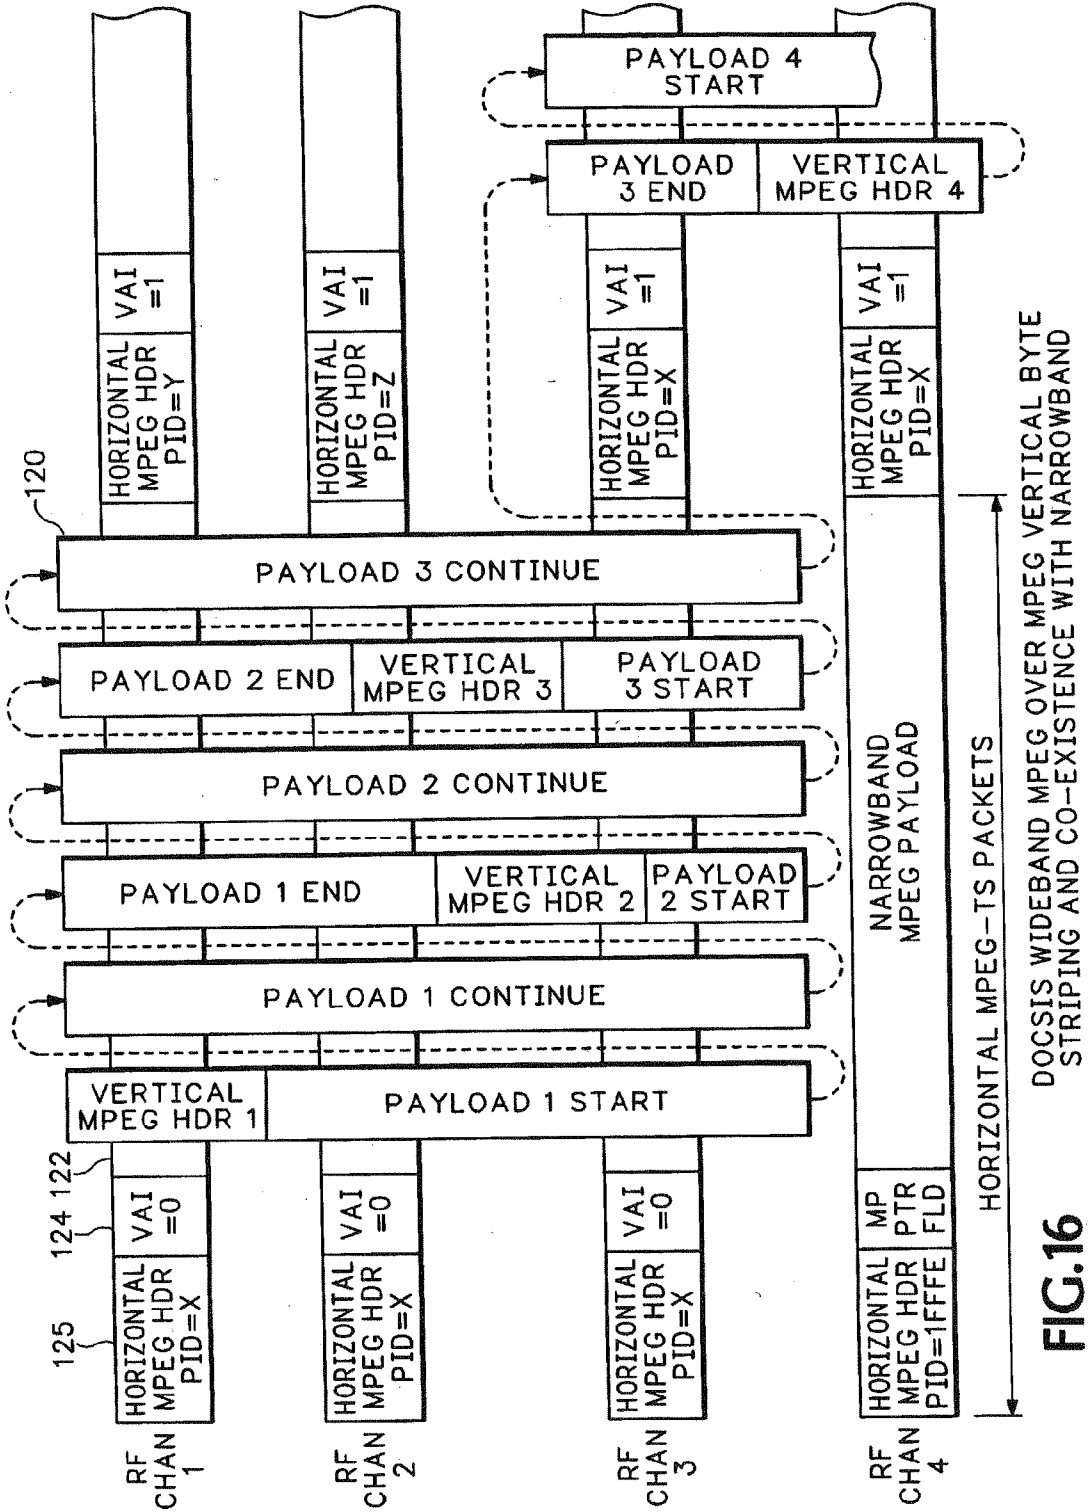 RF
CHAN
1
125
HORIZONTAL
MPEG HDR
PID=X
124
VAI
=0
122
VERTICAL
MPEG HDR 1
PAYLOAD 1 START
PAYLOAD 1 CONTINUE
PAYLOAD 1 END
VERTICAL
MPEG HDR 2
PAYLOAD
2 START
PAYLOAD 2 CONTINUE
PAYLOAD 2 END
VERTICAL
MPEG HDR 3
PAYLOAD
3 START
PAYLOAD 3 CONTINUE
120
HORIZONTAL
MPEG HDR
PID=Y
VAI
=1
RF
CHAN
2
HORIZONTAL
MPEG HDR
PID=X
VAI
=0
HORIZONTAL
MPEG HDR
PID=Z
VAI
=1
RF
CHAN
3
HORIZONTAL
MPEG HDR
PID=X
VAI
=0
HORIZONTAL
MPEG HDR
PID=X
VAI
=1
PAYLOAD
3 END
VERTICAL
MPEG HDR 4
PAYLOAD 4
START
RF
CHAN
4
HORIZONTAL
MPEG HDR
PID=1FFFE
MP
PTR
FLD
NARROWBAND
MPEG PAYLOAD
HORIZONTAL
MPEG HDR
PID=X
VAI
=1
HORIZONTAL MPEG-TS PACKETS
FIG.16
DOCSIS WIDEBAND MPEG OVER MPEG VERTICAL BYTE
STRIPING AND CO-EXISTENCE WITH NARROWBAND